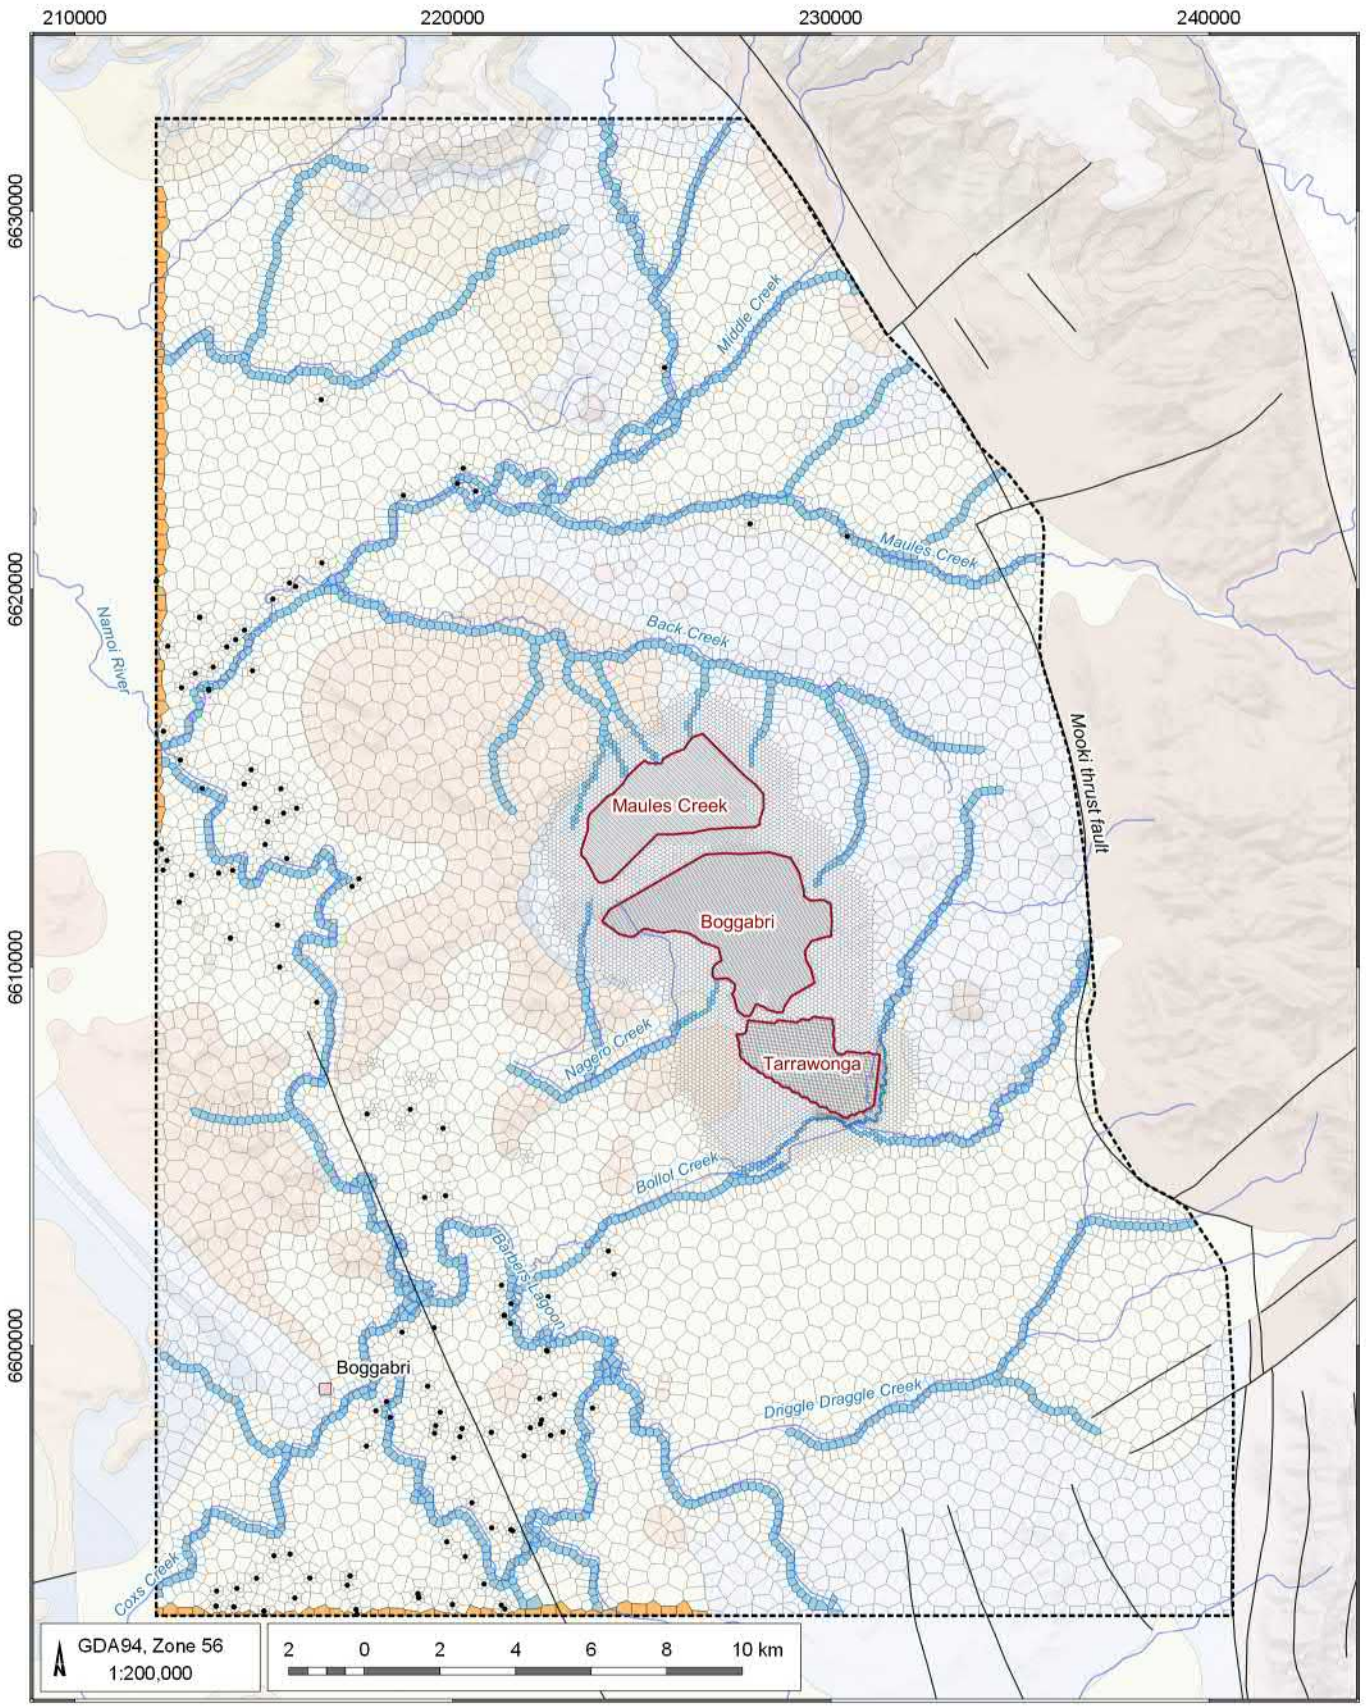 210000
220000
230000
240000
6630000
6620000
6610000
6600000
Middle Creek
Maules Creek
Namoi River
Back Creek
Mooki thrust fault
Maules Creek
Boggabri
Tarrawonga
Nagero Creek
Bollol Creek
Barbers Lagoon
Boggabri
Driggle Draggle Creek
Coxs Creek
GDA94, Zone 56
1:200,000
2 0 2 4 6 8 10 km